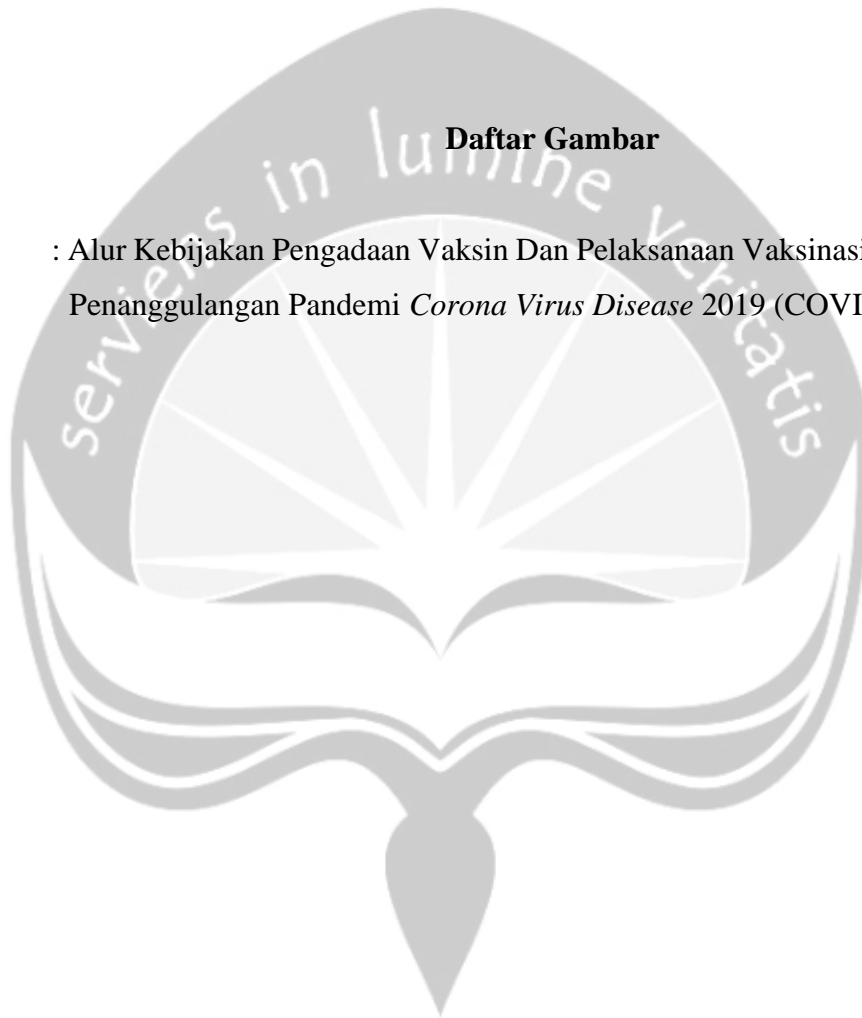 Daftar Gambar
serviens in lumine veritatis
: Alur Kebijakan Pengadaan Vaksin Dan Pelaksanaan Vaksinasi
Penanggulangan Pandemi Corona Virus Disease 2019 (COVI